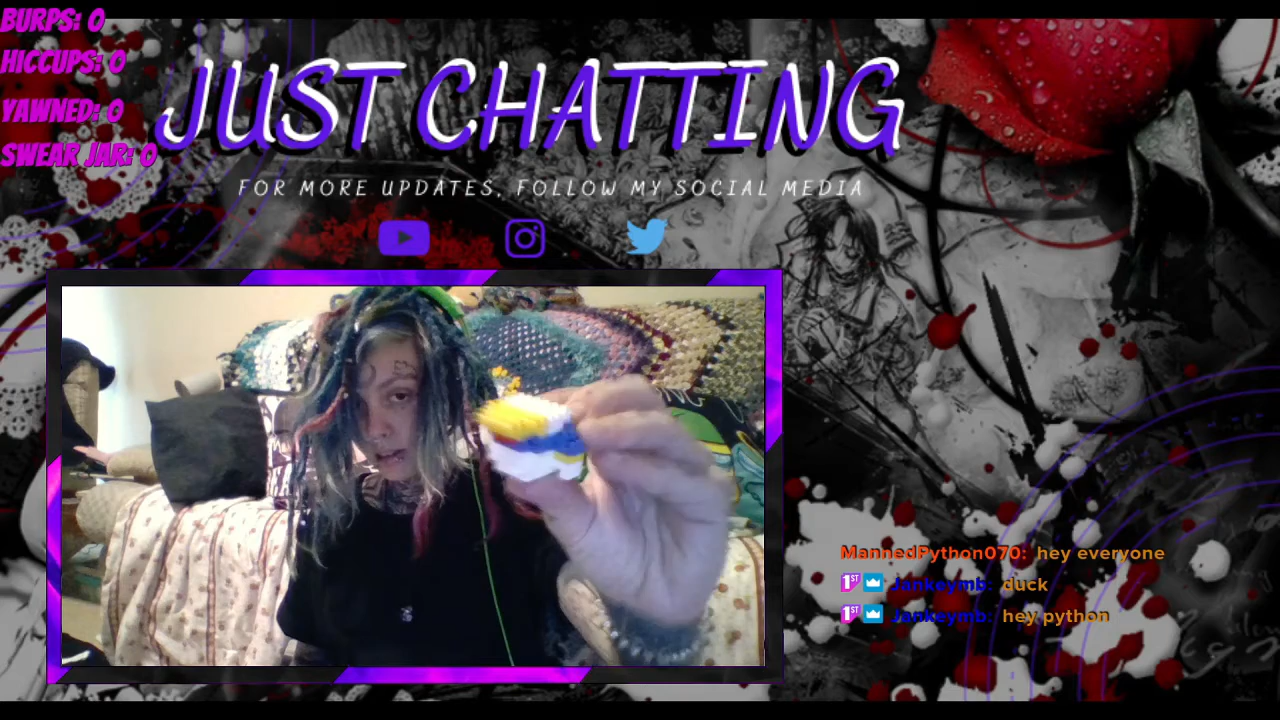 BURPS: 0
HICCUPS: 0
YAWNED: 0
SWEAR JAR: 0
JUST CHATTING
FOR MORE UPDATES, FOLLOW MY SOCIAL MEDIA
MannedPython070: hey everyone
1ST Jankeymb: duck
1ST Jankeymb: hey python